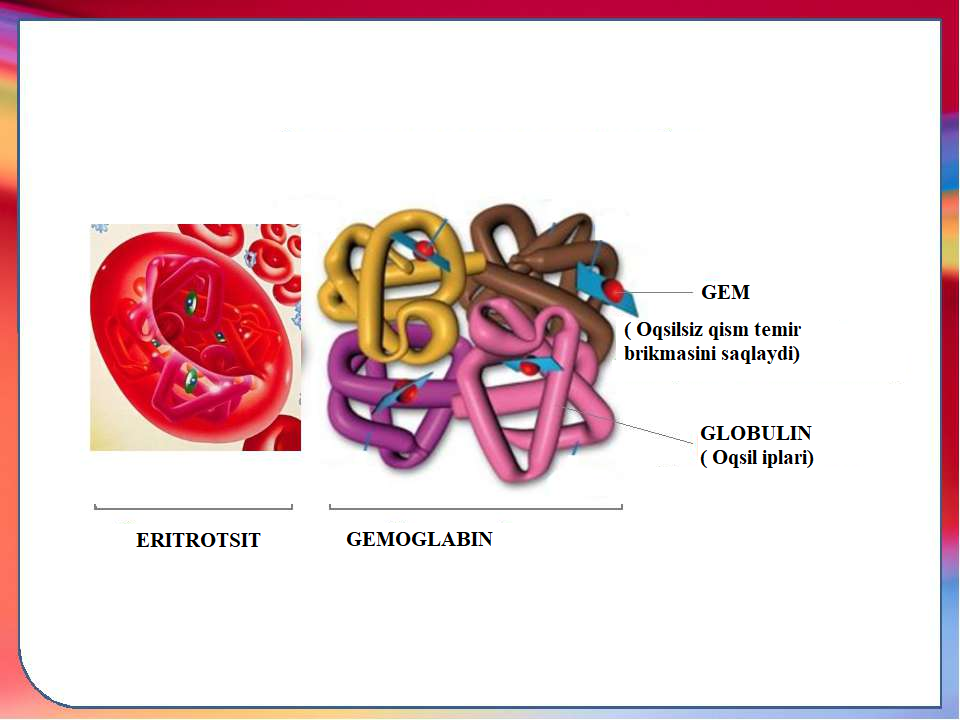 GEM
( Oqsilsiz qism temir
brikmasini saqlaydi)
GLOBULIN
( Oqsil iplari)
ERITROTSIT
GEMOGLABIN